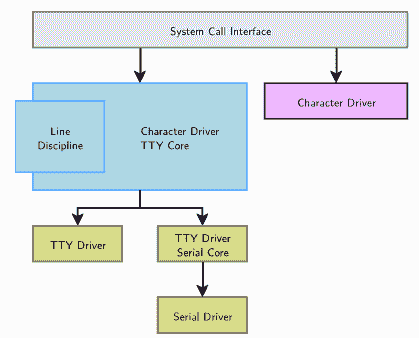 System Call Interface
Line
Discipline
Character Driver
TTY Core
Character Driver
TTY Driver
TTY Driver
Serial Core
Serial Driver